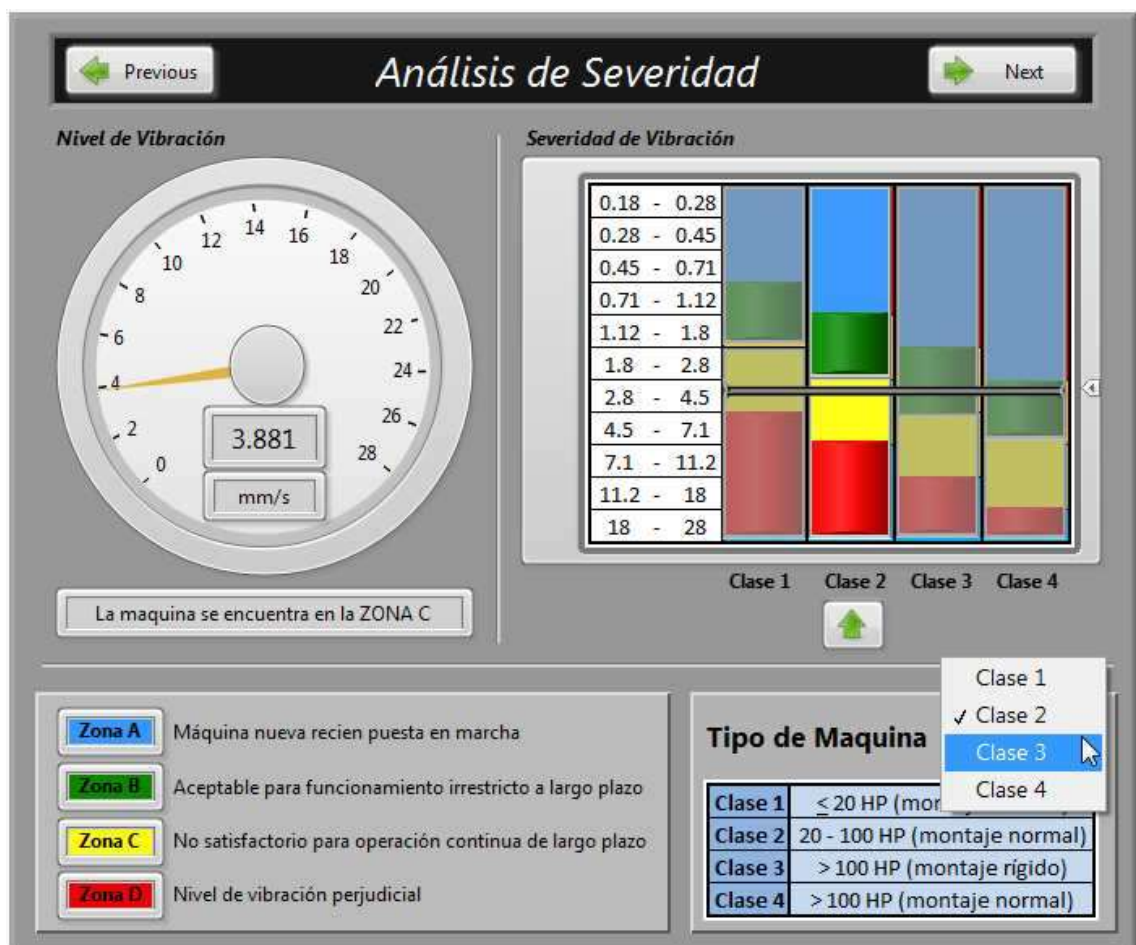 Previous
Análisis de Severidad
Next
Nivel de Vibración
0
2
4
6
8
10
12
14
16
18
20
22
24
26
28
3.881
mm/s
La maquina se encuentra en la ZONA C
Severidad de Vibración
0.18 - 0.28
0.28 - 0.45
0.45 - 0.71
0.71 - 1.12
1.12 - 1.8
1.8 - 2.8
2.8 - 4.5
4.5 - 7.1
7.1 - 11.2
11.2 - 18
18 - 28
Clase 1 Clase 2 Clase 3 Clase 4
Zona A Máquina nueva recien puesta en marcha
Zona B Aceptable para funcionamiento irrestricto a largo plazo
Zona C No satisfactorio para operación continua de largo plazo
Zona D Nivel de vibración perjudicial
Tipo de Maquina
Clase 1
✓ Clase 2
Clase 3
Clase 4
Clase 1 ≤ 20 HP
Clase 2 20 - 100 HP (montaje normal)
Clase 3 > 100 HP (montaje rígido)
Clase 4 > 100 HP (montaje normal)